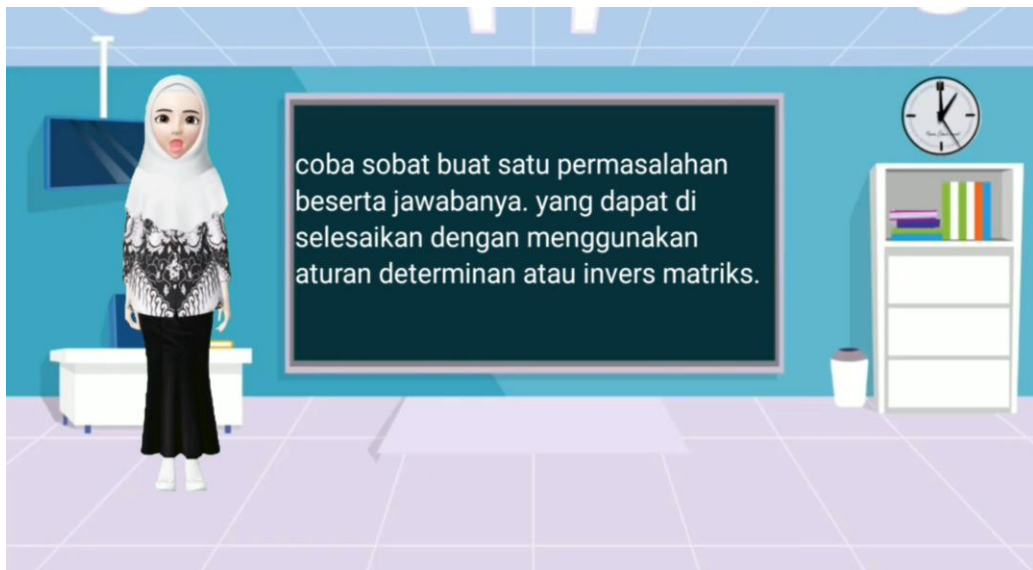 coba sobat buat satu permasalahan
beserta jawabanya. yang dapat di
selesaikan dengan menggunakan
aturan determinan atau invers matriks.